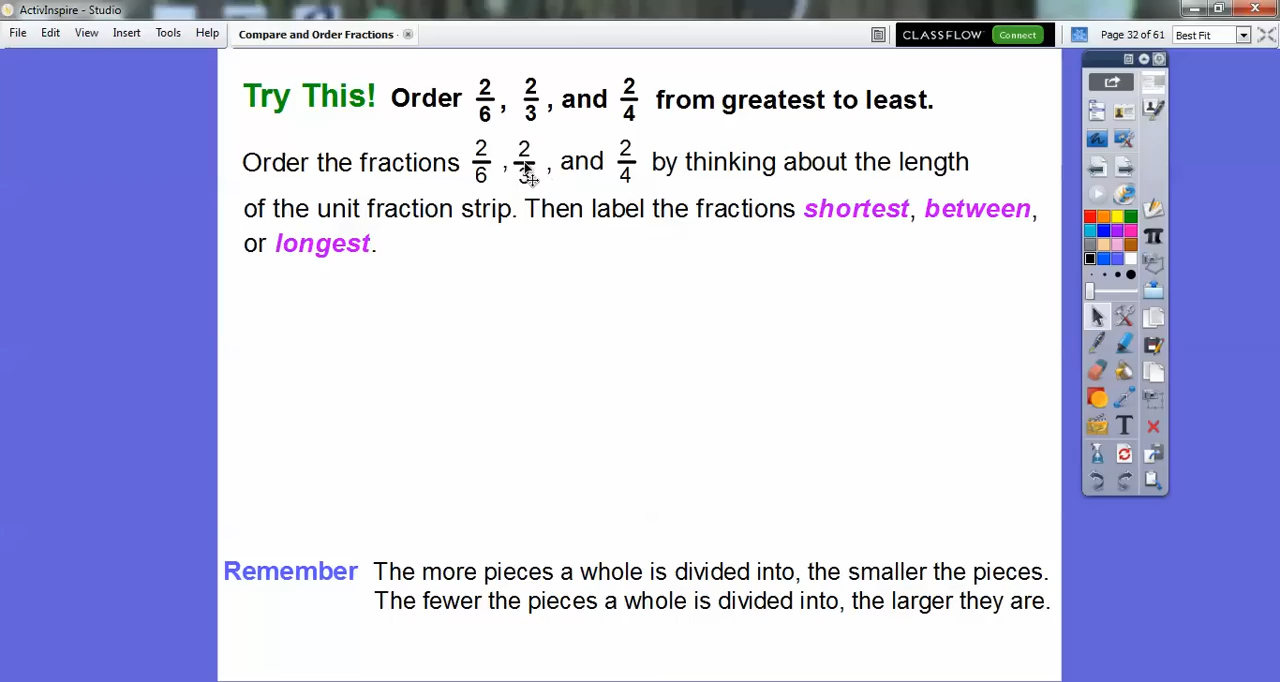 ActivInspire - Studio
File Edit View Insert Tools Help
Compare and Order Fractions
CLASSFLOW Connect
Page 32 of 61
Best Fit
Try This! Order 2/6, 2/3, and 2/4 from greatest to least.
Order the fractions 2/6, 2/3, and 2/4 by thinking about the length
of the unit fraction strip. Then label the fractions shortest, between,
or longest.
Remember The more pieces a whole is divided into, the smaller the pieces.
The fewer the pieces a whole is divided into, the larger they are.